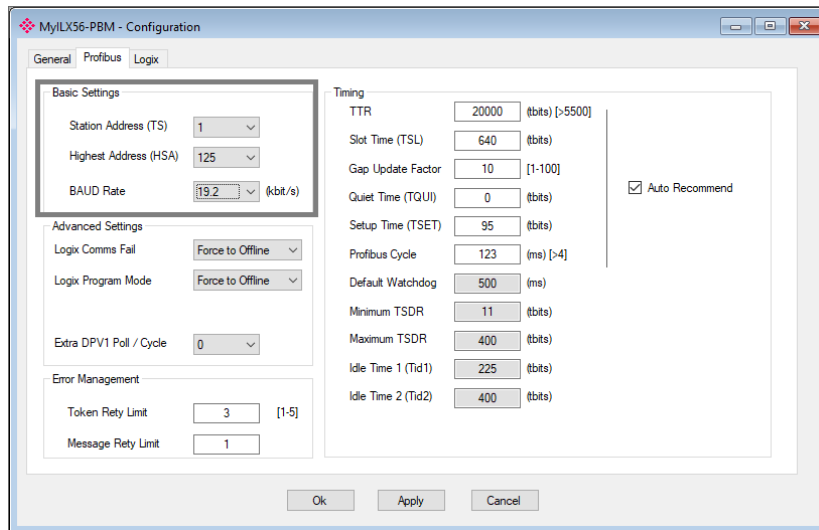 MyILX56-PBM - Configuration
General Profibus Logix
Basic Settings
Station Address (TS) 1
Highest Address (HSA) 125
BAUD Rate 19.2 (kbit/s)
Advanced Settings
Logix Comms Fail Force to Offline
Logix Program Mode Force to Offline
Extra DPV1 Poll / Cycle 0
Error Management
Token Rety Limit 3 [1-5]
Message Rety Limit 1
Timing
TTR 20000 (tbits) [>5500]
Slot Time (TSL) 640 (tbits)
Gap Update Factor 10 [1-100]
Quiet Time (TQUI) 0 (tbits)
Setup Time (TSET) 95 (tbits)
Profibus Cycle 123 (ms) [>4]
Default Watchdog 500 (ms)
Minimum TSDR 11 (tbits)
Maximum TSDR 400 (tbits)
Idle Time 1 (Tid1) 225 (tbits)
Idle Time 2 (Tid2) 400 (tbits)
Auto Recommend
Ok Apply Cancel